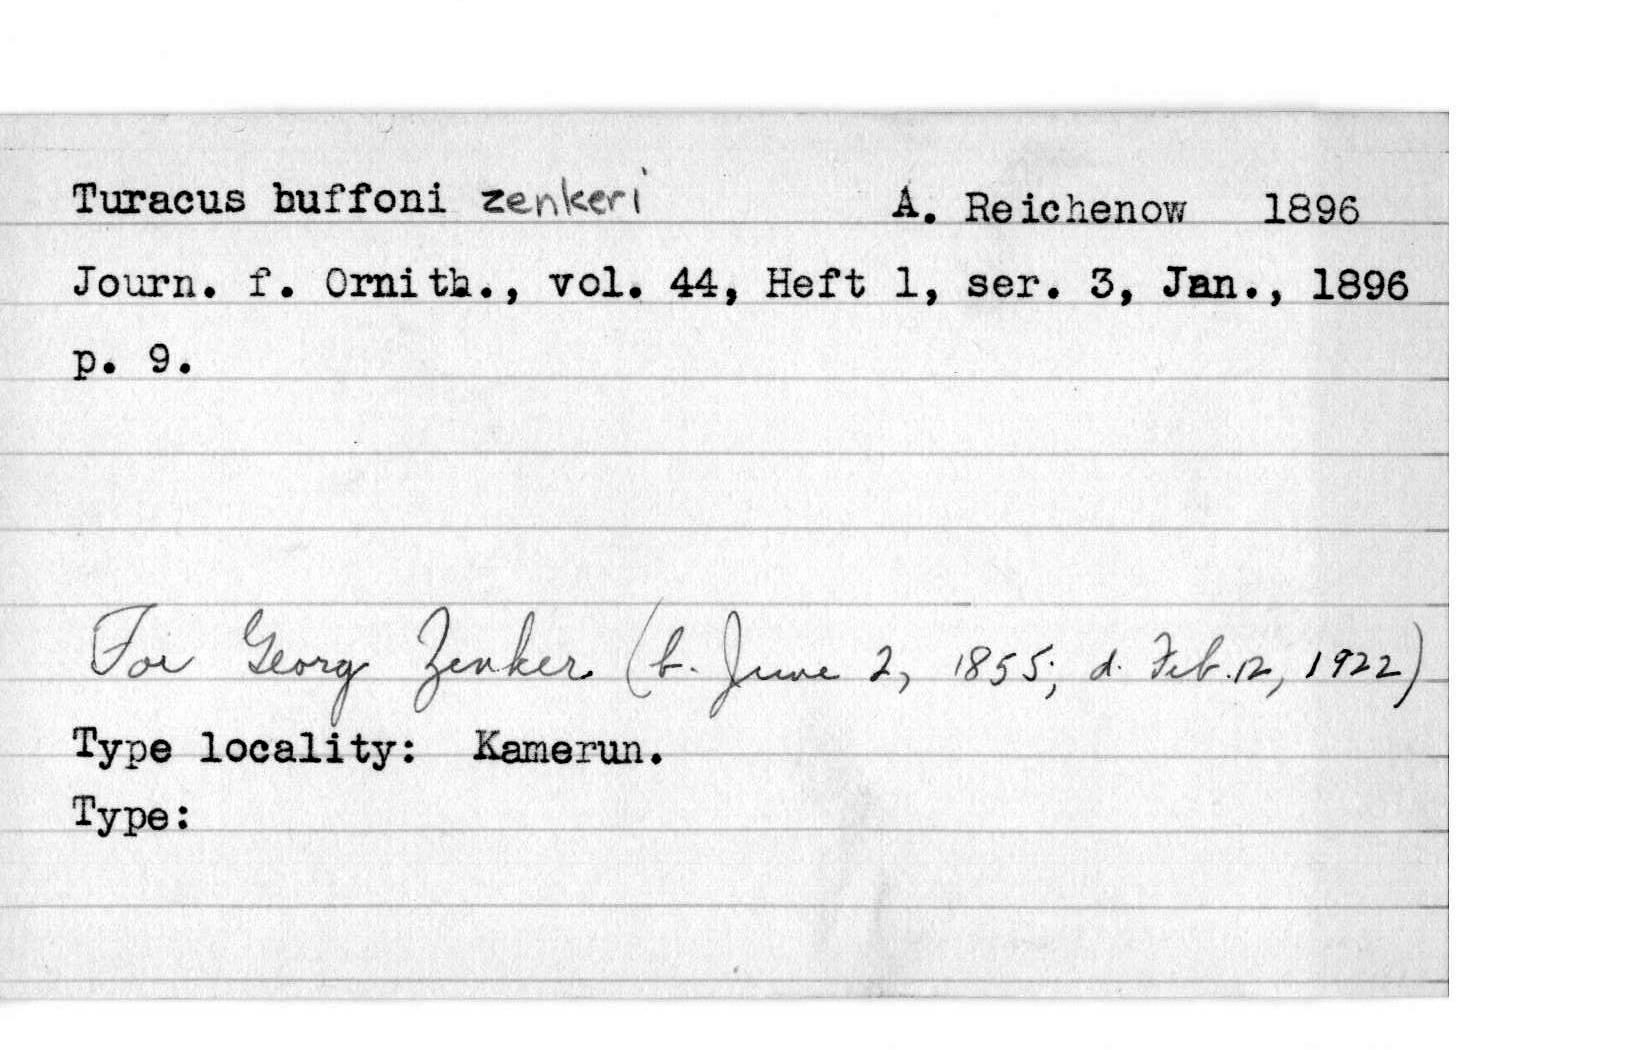 Turacus buffoni zenkeri A. Reichenow 1896
Journ. f. Ornith., vol. 44, Heft 1, ser. 3, Jan., 1896
p. 9.
For Georg Zenker (b. June 2, 1855; d. Feb. 12, 1922)
Type locality: Kamerun.
Type: